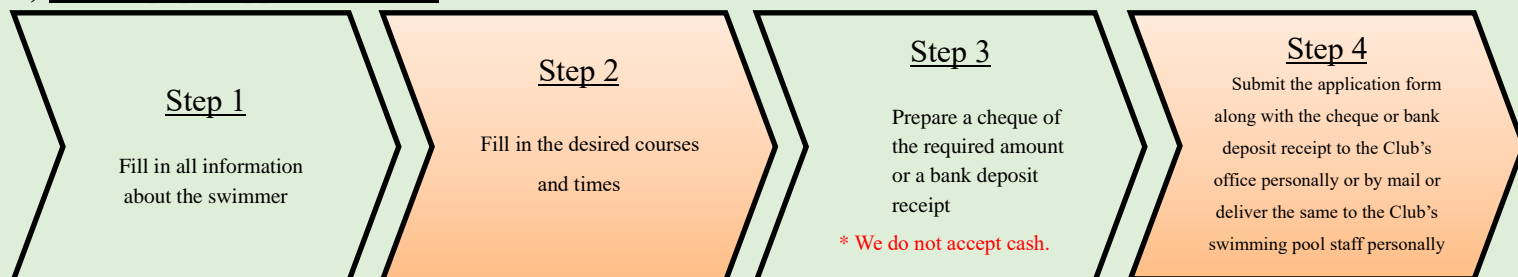 Step 1
Fill in all information
about the swimmer
Step 2
Fill in the desired courses
and times
Step 3
Prepare a cheque of
the required amount
or a bank deposit
receipt
* We do not accept cash.
Step 4
Submit the application form
along with the cheque or bank
deposit receipt to the Club’s
office personally or by mail or
deliver the same to the Club’s
swimming pool staff personally